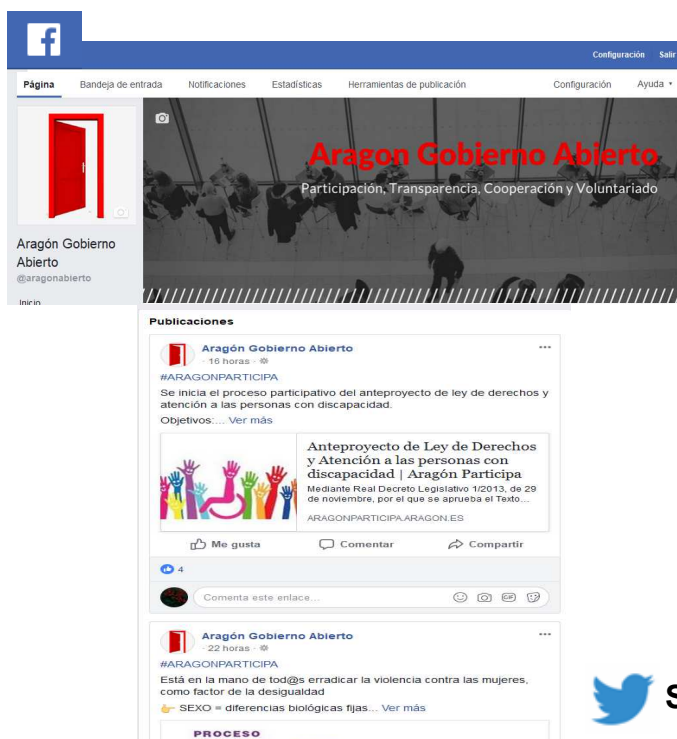 Configuración Salir
Página Bandeja de entrada Notificaciones Estadísticas Herramientas de publicación Configuración Ayuda
Aragon Gobierno Abierto
Participación, Transparencia, Cooperación y Voluntariado
Aragón Gobierno
Abierto
@aragonabierto
Inicio
Publicaciones
Aragón Gobierno Abierto
· 16 horas ·
#ARAGONPARTICIPA
Se inicia el proceso participativo del anteproyecto de ley de derechos y
atención a las personas con discapacidad.
Objetivos:... Ver más
Anteproyecto de Ley de Derechos
y Atención a las personas con
discapacidad | Aragón Participa
Mediante Real Decreto Legislativo 1/2013, de 29
de noviembre, por el que se aprueba el Texto...
ARAGONPARTICIPA.ARAGON.ES
Me gusta Comentar Compartir
4
Comenta este enlace...
GIF
Aragón Gobierno Abierto
· 22 horas ·
#ARAGONPARTICIPA
Está en la mano de tod@s erradicar la violencia contra las mujeres,
como factor de la desigualdad
SEXO = diferencias biológicas fijas... Ver más
PROCESO
S